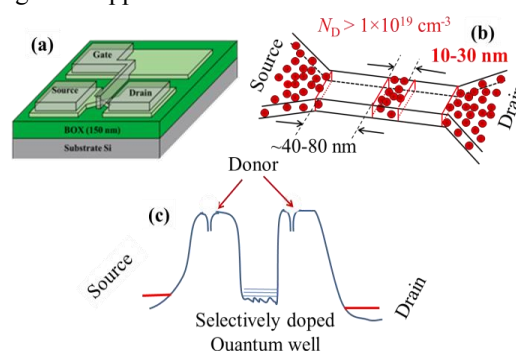 (a)
Gate
Source
Drain
BOX (150 nm)
Substrate Si
N_D > 1×10^19 cm^-3
(b)
10-30 nm
Source
Drain
~40-80 nm
Donor
(c)
Source
Drain
Selectively doped
Quantum well